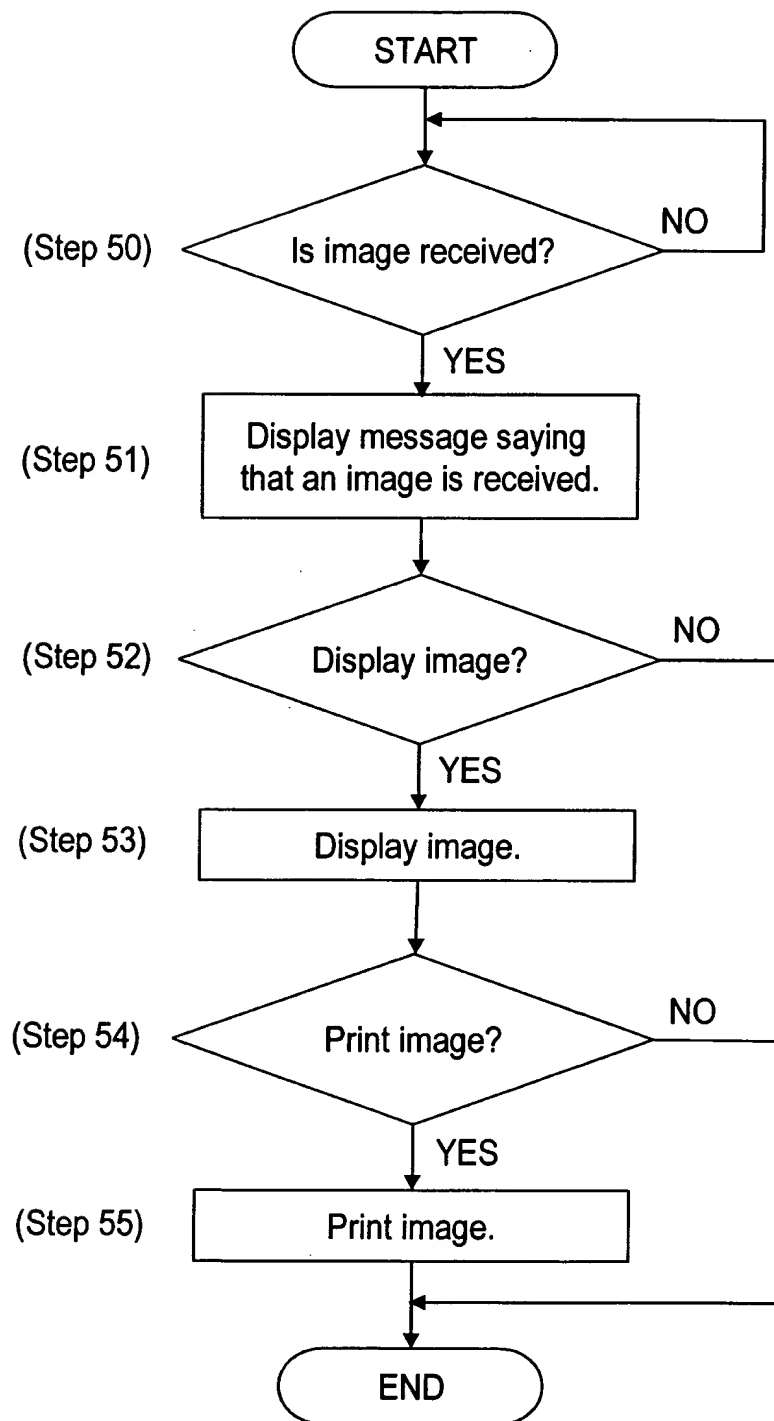 START
NO
(Step 50)
Is image received?
YES
(Step 51)
Display message saying
that an image is received.
NO
(Step 52)
Display image?
YES
(Step 53)
Display image.
NO
(Step 54)
Print image?
YES
(Step 55)
Print image.
END